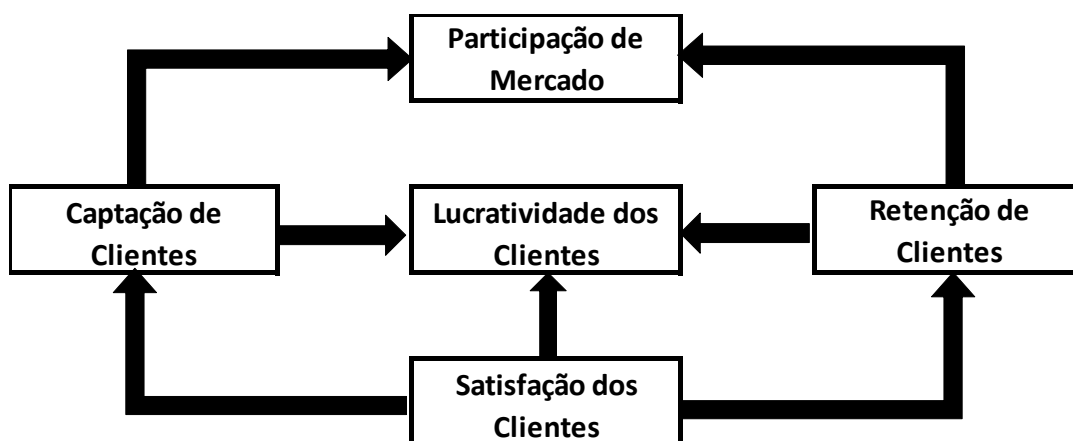 Participação de
Mercado
Captação de
Clientes
Lucratividade dos
Clientes
Retenção de
Clientes
Satisfação dos
Clientes